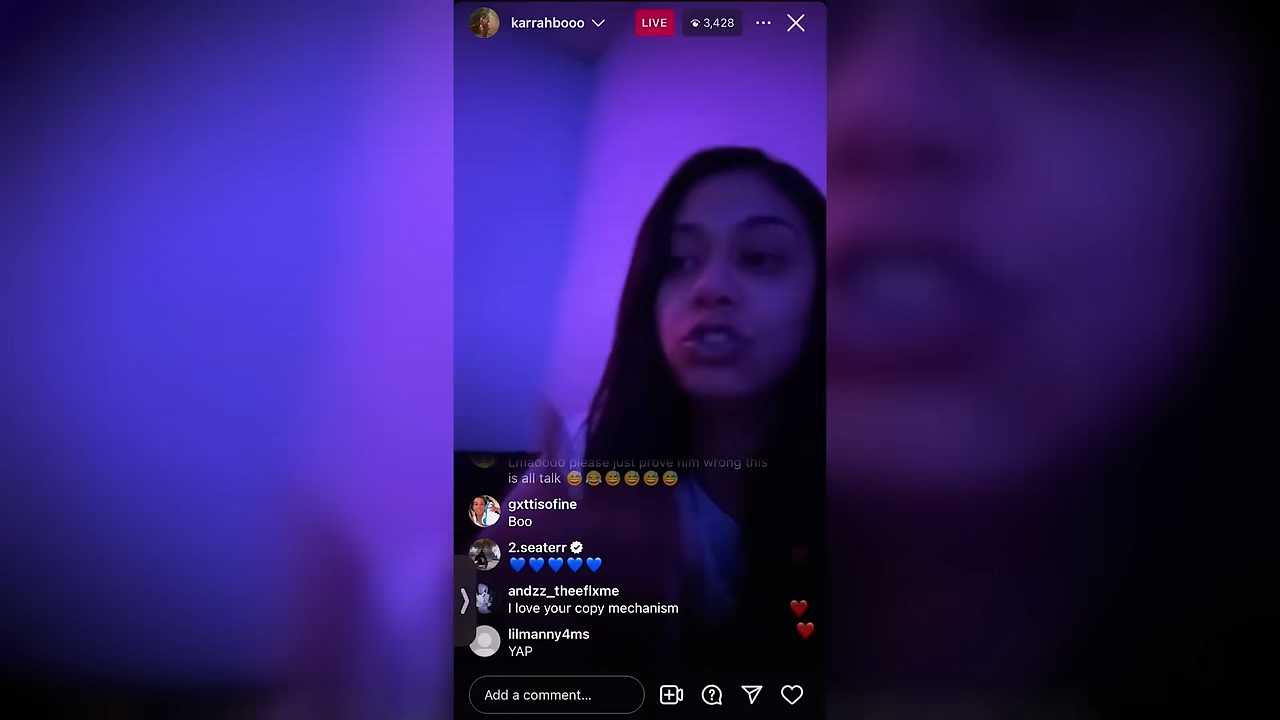 karrahbooo
LIVE
3,428
Lmaoooo please just prove him wrong this
is all talk 😅😂😅😅😅😅
gxttisofine
Boo
2.seaterr
💙💙💙💙💙
andzz_theeflxme
I love your copy mechanism
lilmanny4ms
YAP
Add a comment...